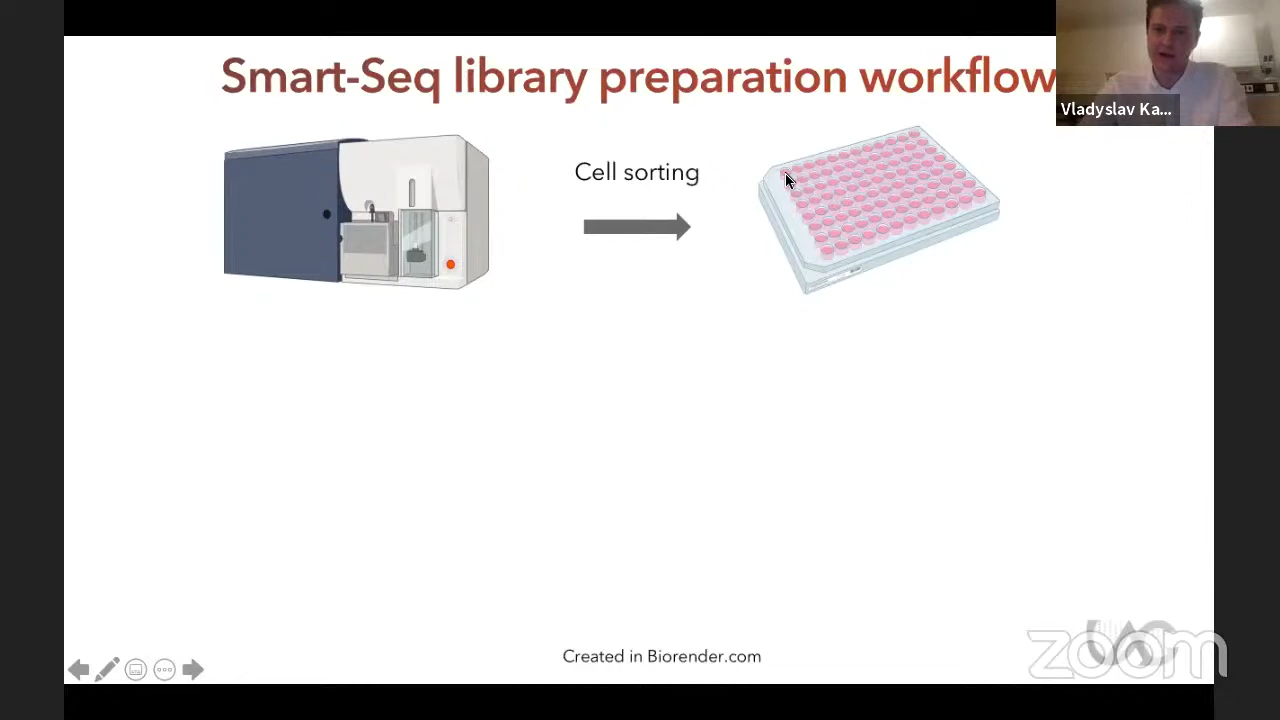 Smart-Seq library preparation workflow
Vladyslav Ka...
Cell sorting
Created in Biorender.com
zoom